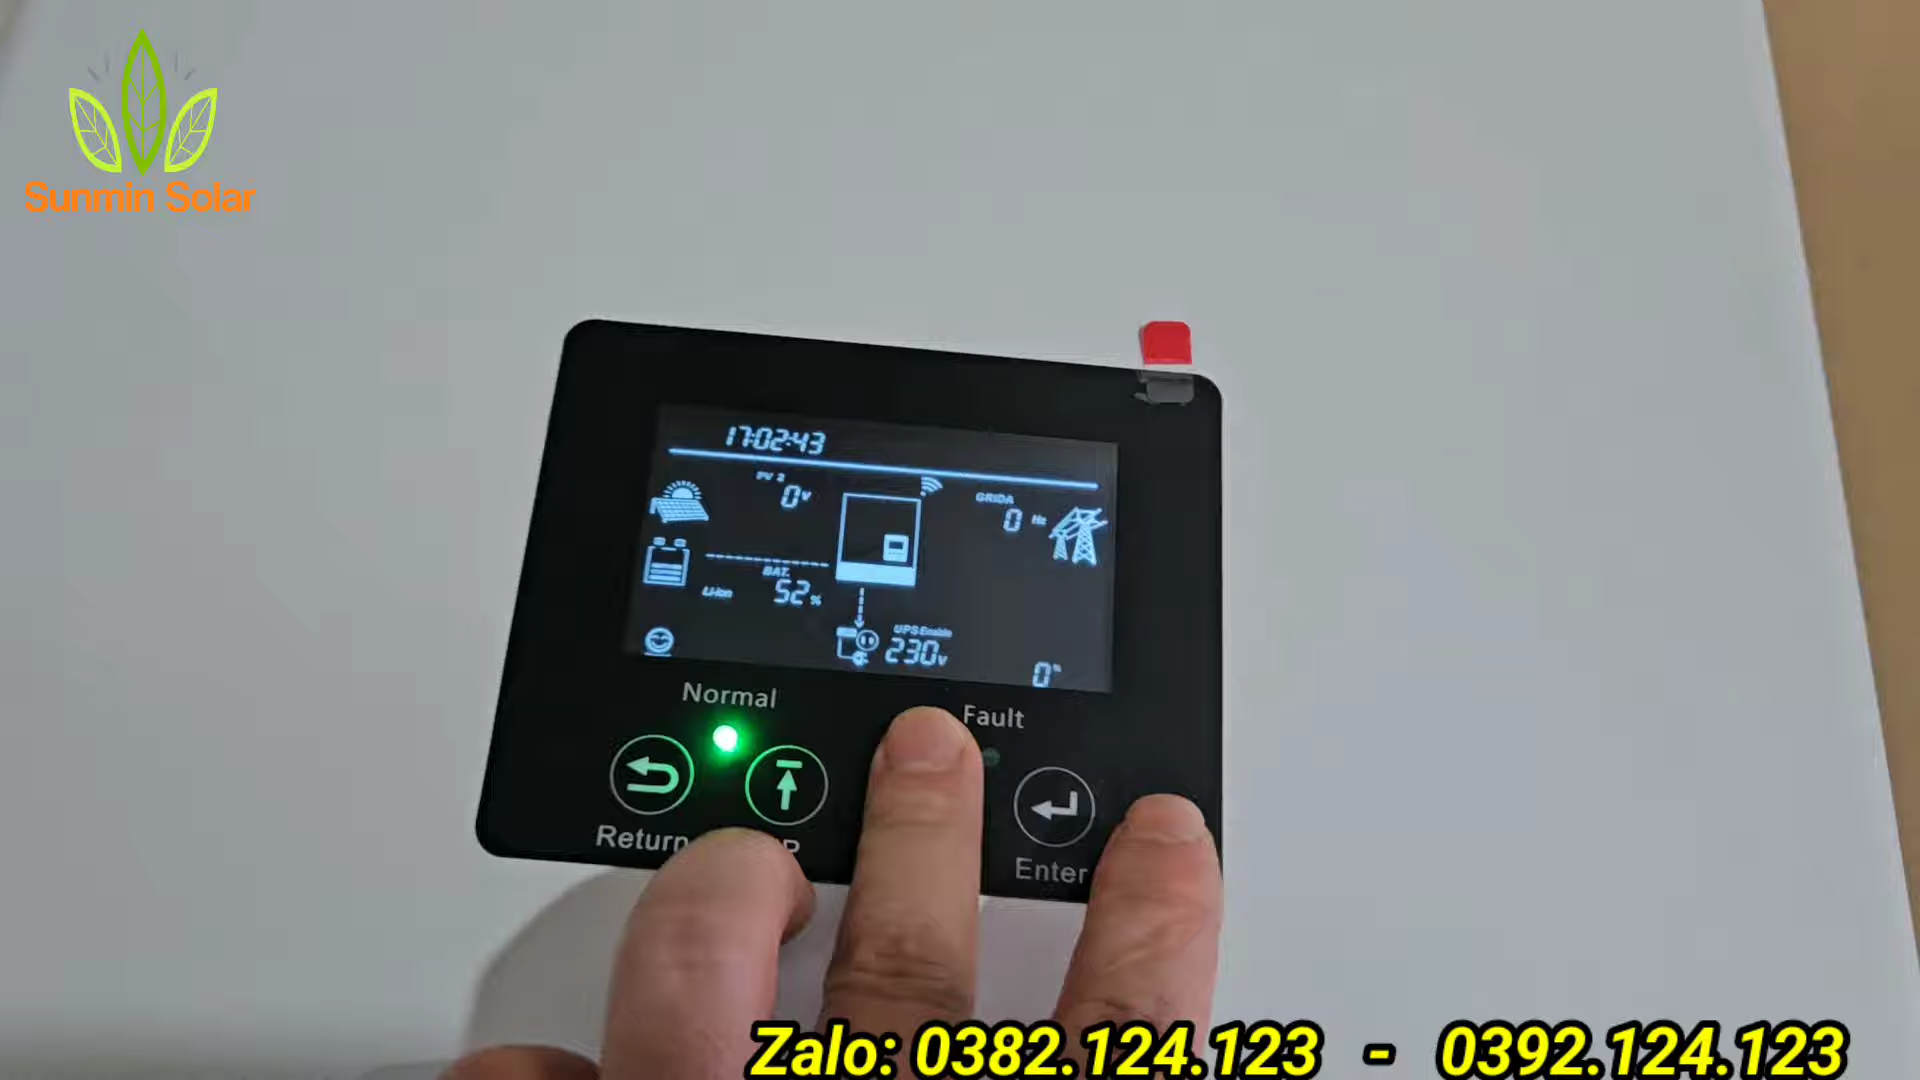 Sunmin Solar
17:02:43
PV 2
0v
GRIDA
0 Hz
BAT.
Li-ion
52%
UPS Enable
230v
0
Normal
Fault
Return
Enter
Zalo: 0382.124.123 - 0392.124.123